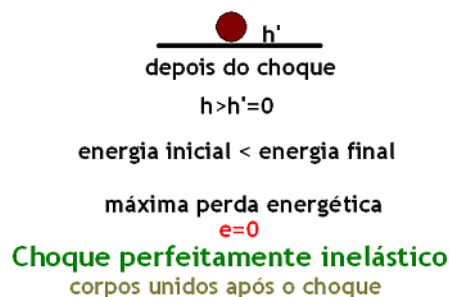 h'
depois do choque
h>h'=0
energia inicial < energia final
máxima perda energética
e=0
Choque perfeitamente inelástico
corpos unidos após o choque